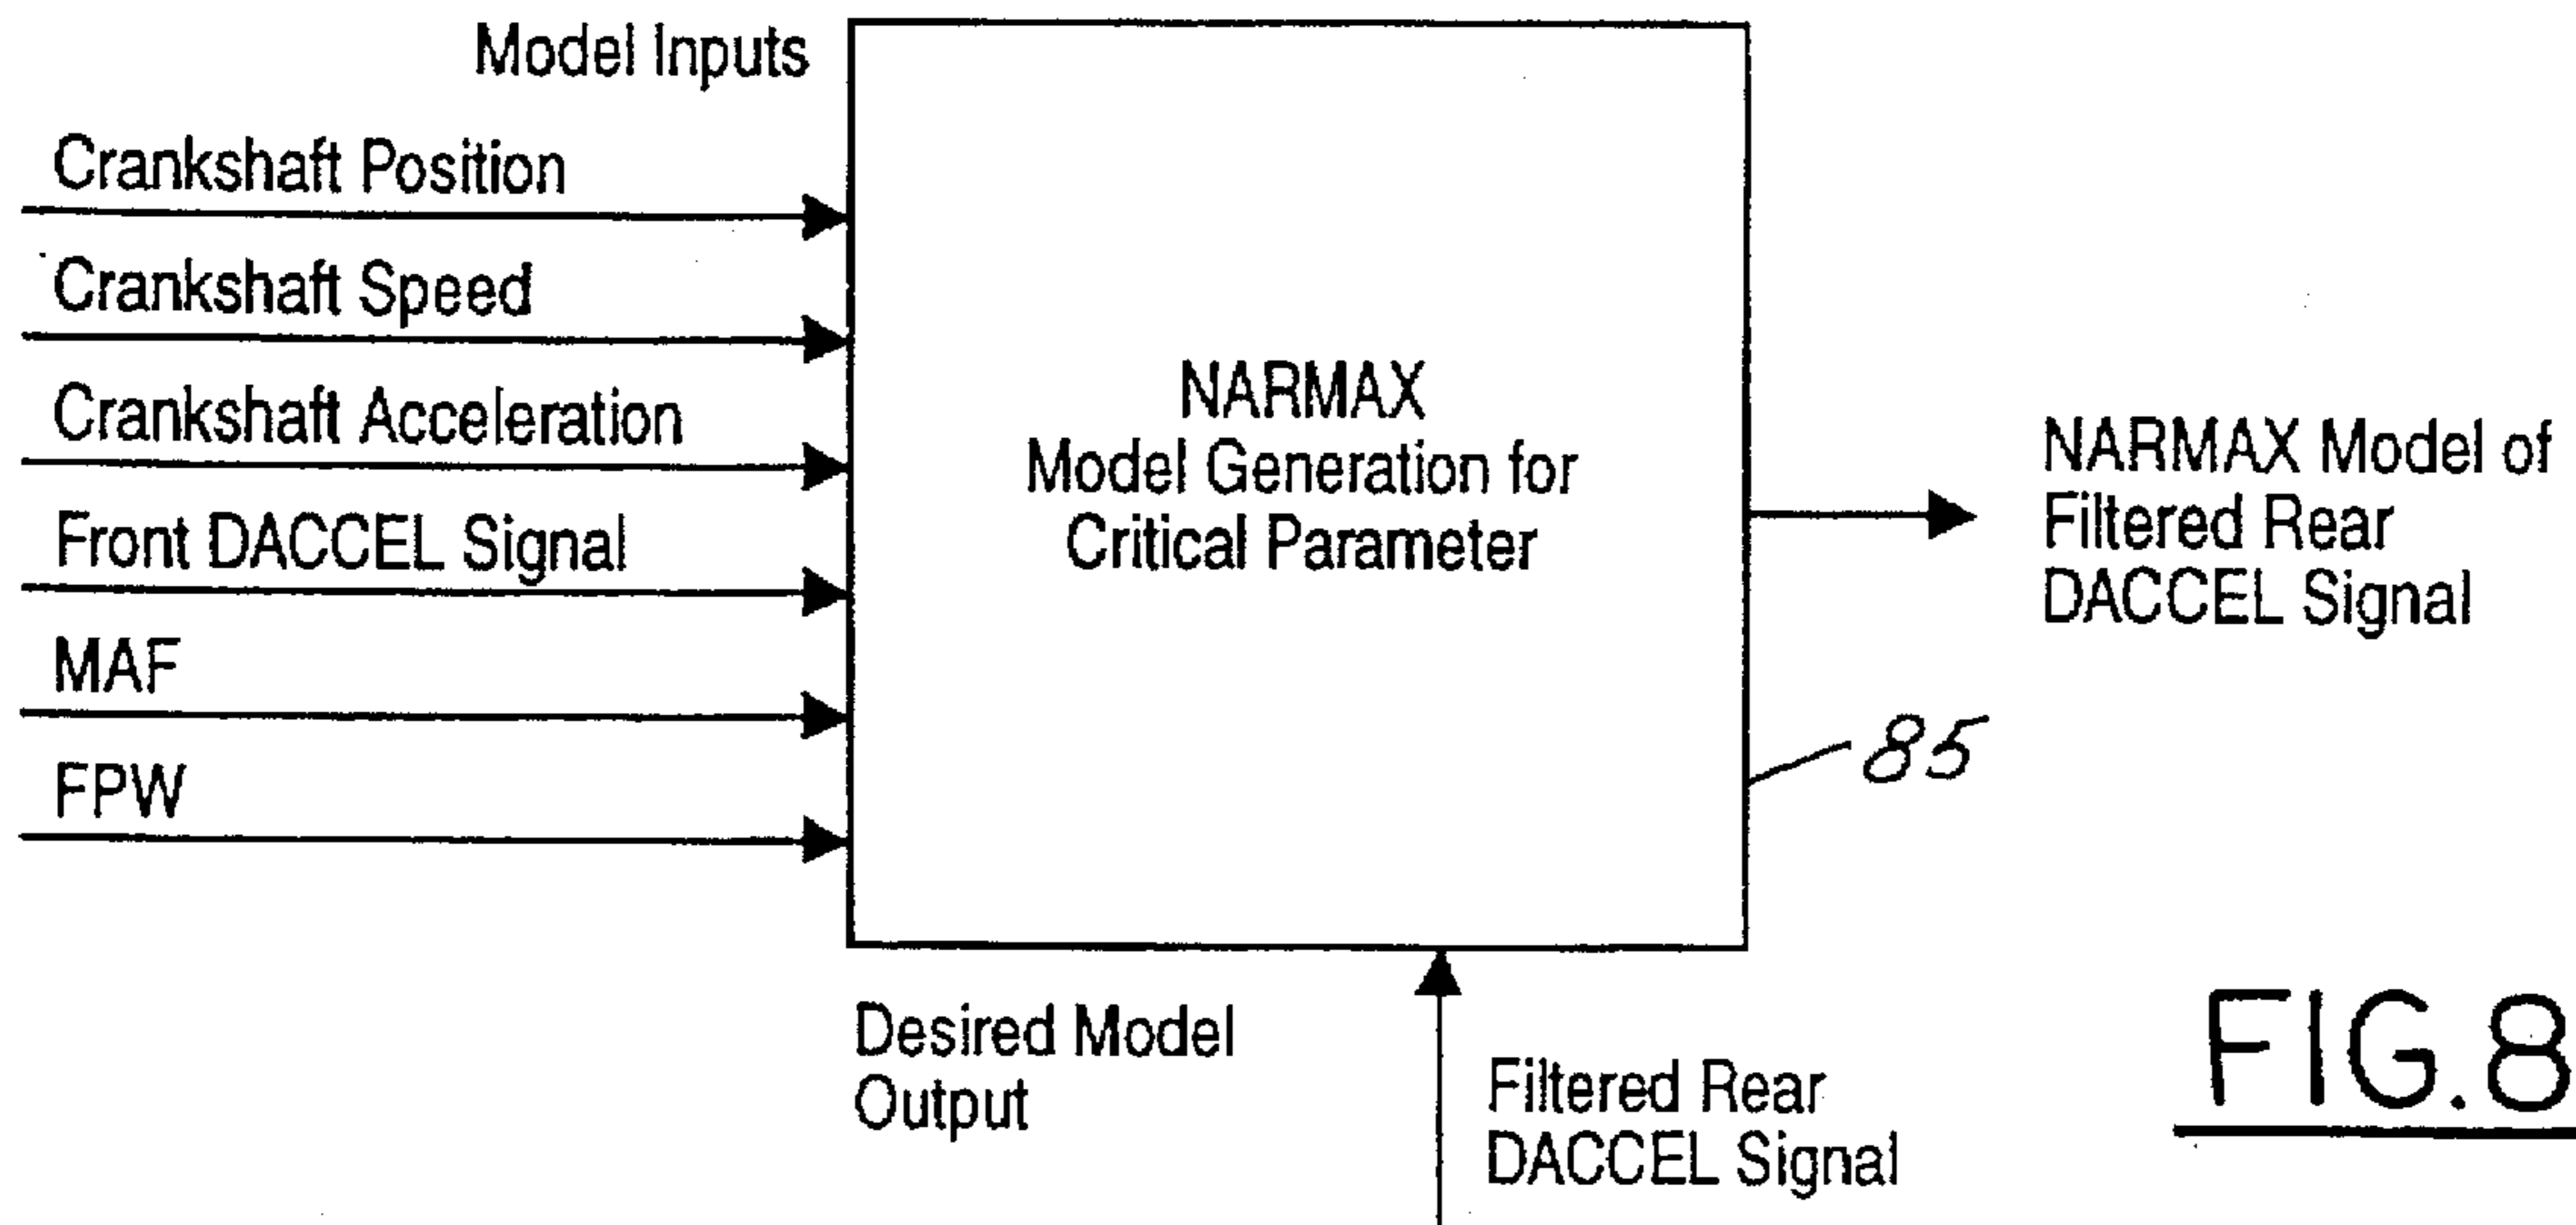 Model Inputs
Crankshaft Position
Crankshaft Speed
Crankshaft Acceleration
Front DACCEL Signal
MAF
FPW
NARMAX
Model Generation for
Critical Parameter
NARMAX Model of
Filtered Rear
DACCEL Signal
85
Desired Model
Output
Filtered Rear
DACCEL Signal
FIG.8